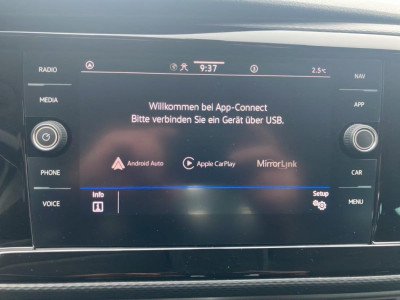 RADIO
MEDIA
PHONE
VOICE
9:37
2.5°C
NAV
APP
CAR
MENU
Willkommen bei App-Connect
Bitte verbinden Sie ein Gerät über USB.
Android Auto
Apple CarPlay
MirrorLink
Info
Setup